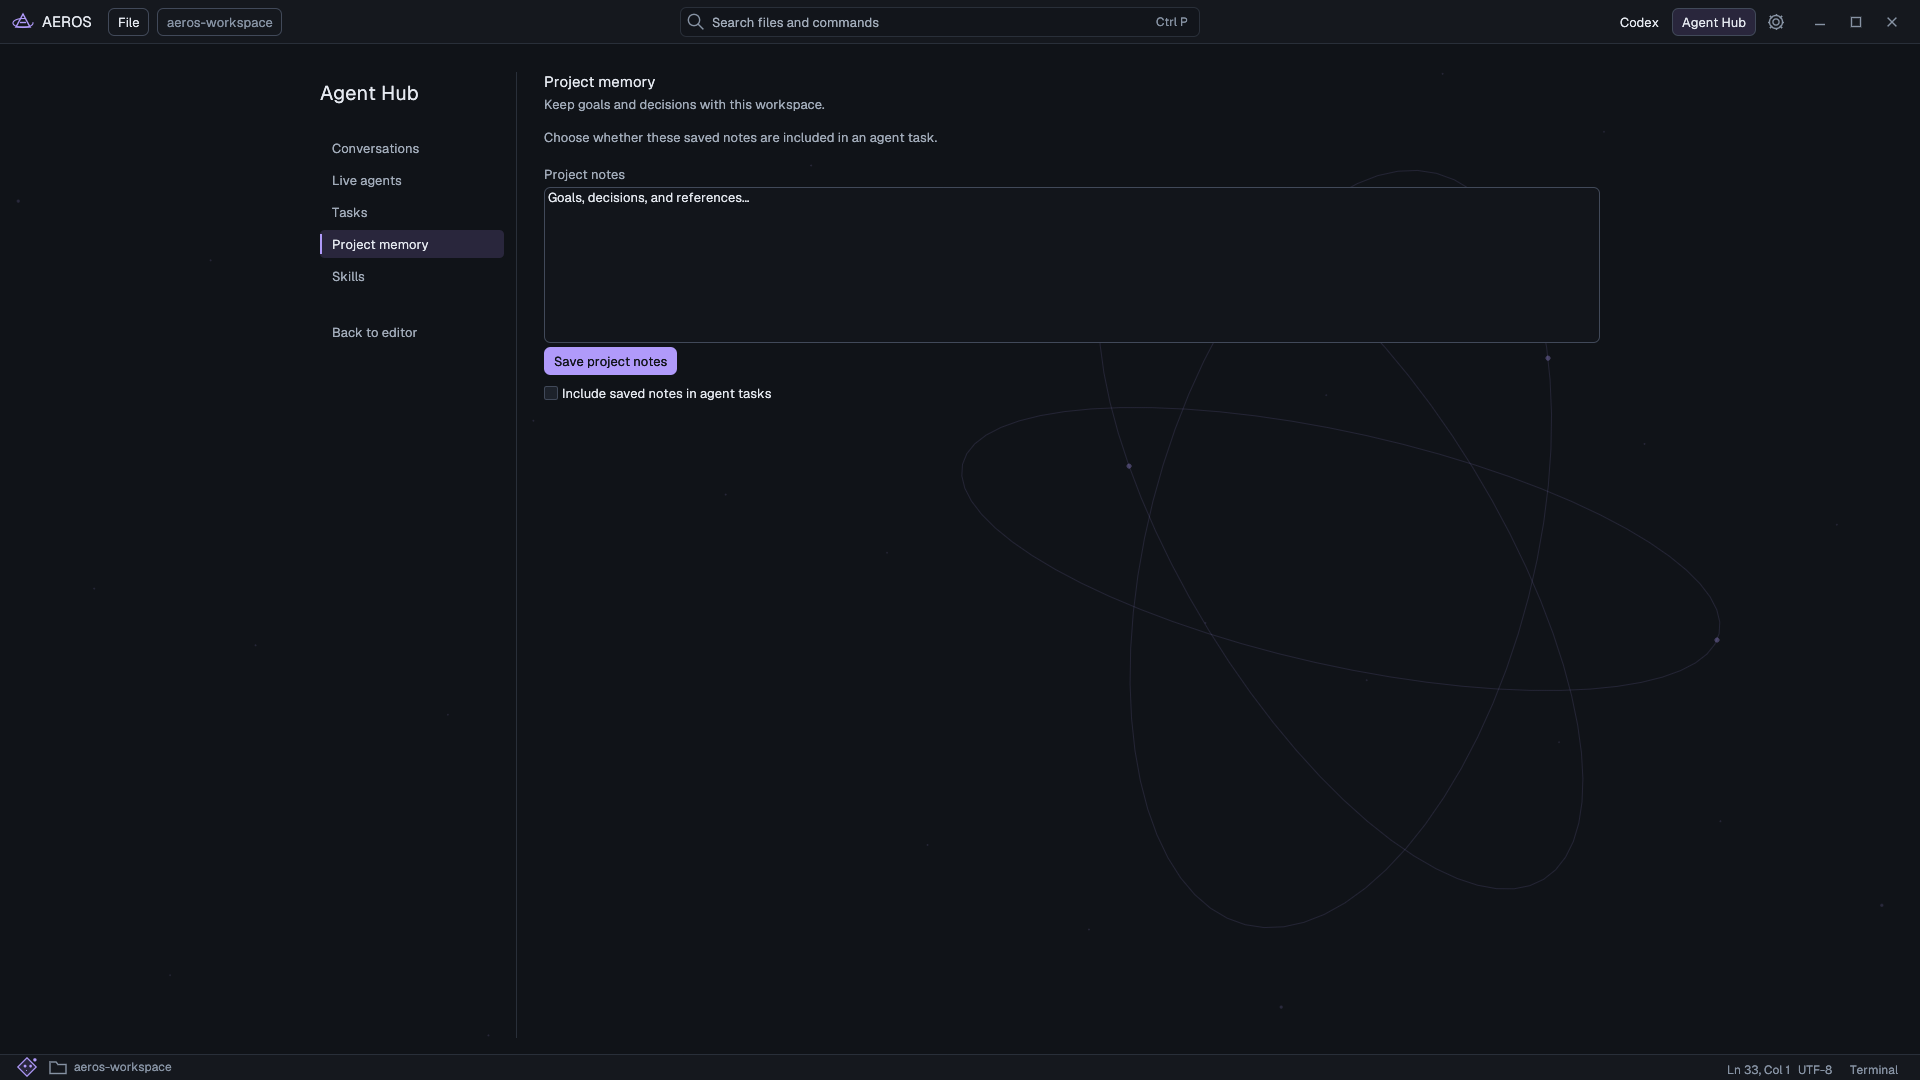 AEROS
File
aeros-workspace
Search files and commands
Ctrl P
Codex
Agent Hub
Agent Hub
Conversations
Live agents
Tasks
Project memory
Skills
Back to editor
Project memory
Keep goals and decisions with this workspace.
Choose whether these saved notes are included in an agent task.
Project notes
Goals, decisions, and references...
Save project notes
Include saved notes in agent tasks
aeros-workspace
Ln 33, Col 1
UTF-8
Terminal